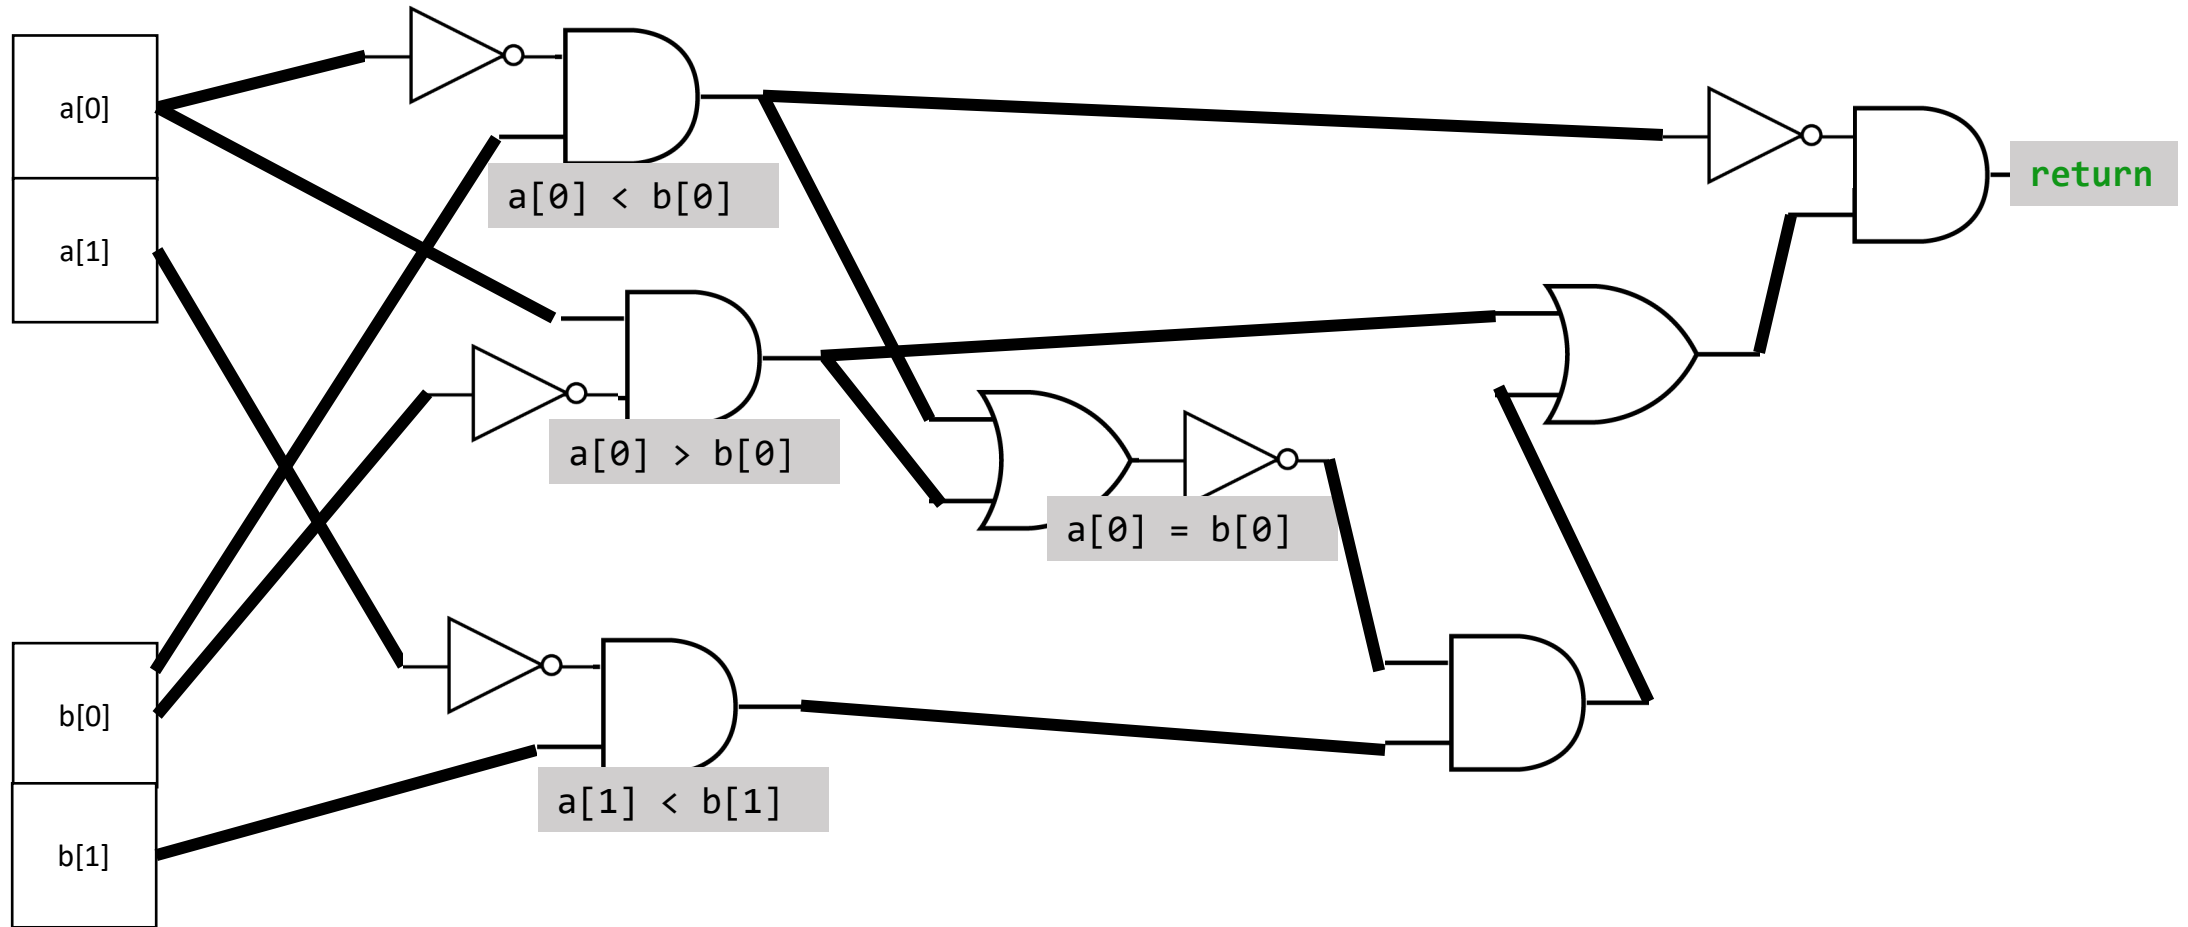 a[0]
a[1]
a[0] < b[0]
return
a[0] > b[0]
a[0] = b[0]
b[0]
b[1]
a[1] < b[1]